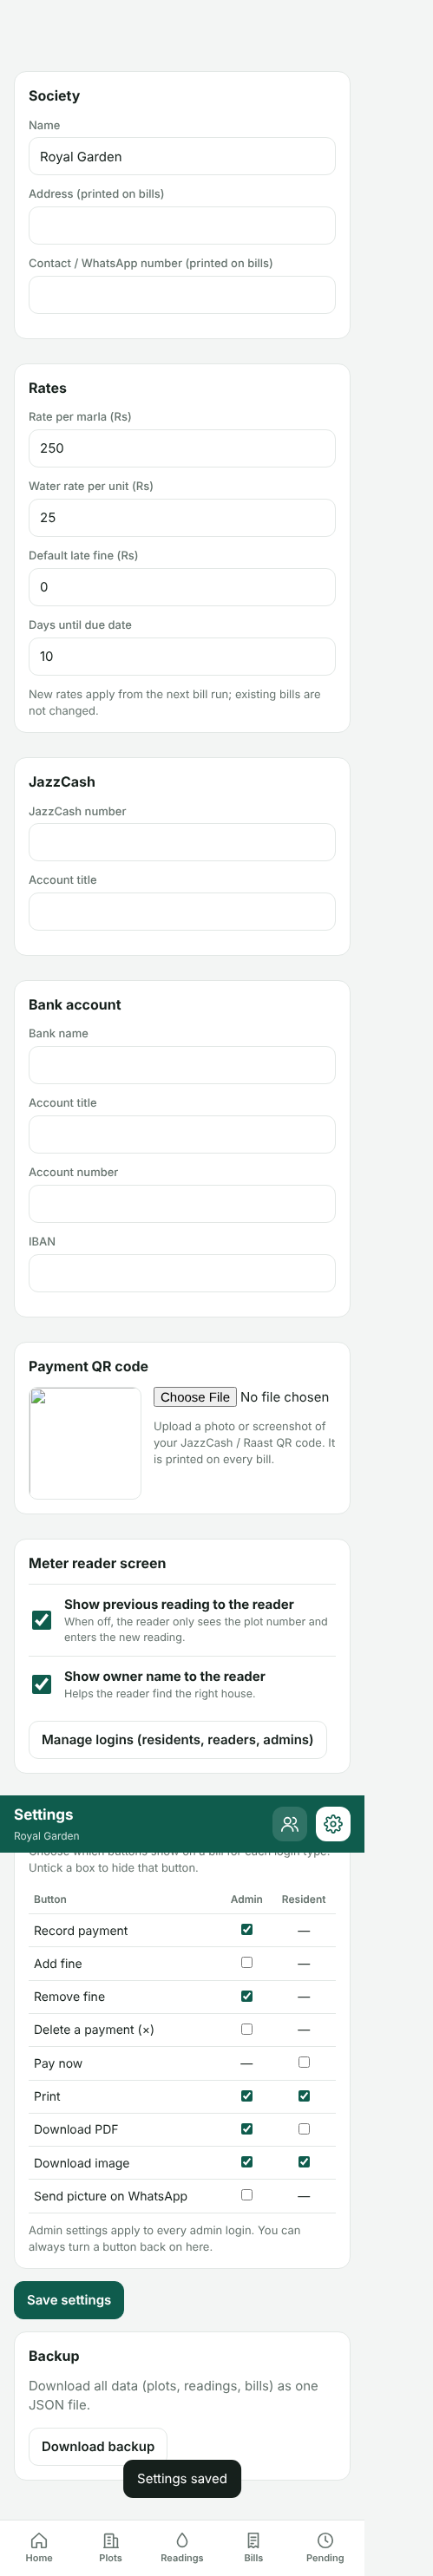 Society
Name
Royal Garden
Address (printed on bills)
Contact / WhatsApp number (printed on bills)
Rates
Rate per marla (Rs)
250
Water rate per unit (Rs)
25
Default late fine (Rs)
0
Days until due date
10
New rates apply from the next bill run; existing bills are
not changed.
JazzCash
JazzCash number
Account title
Bank account
Bank name
Account title
Account number
IBAN
Payment QR code
Choose File No file chosen
Upload a photo or screenshot of
your JazzCash / Raast QR code. It
is printed on every bill.
Meter reader screen
Show previous reading to the reader
When off, the reader only sees the plot number and
enters the new reading.
Show owner name to the reader
Helps the reader find the right house.
Manage logins (residents, readers, admins)
Settings
Royal Garden
Choose which buttons show on a bill for each login type.
Untick a box to hide that button.
Button Admin Resident
Record payment —
Add fine —
Remove fine —
Delete a payment (×) —
Pay now —
Print
Download PDF
Download image
Send picture on WhatsApp —
Admin settings apply to every admin login. You can
always turn a button back on here.
Save settings
Backup
Download all data (plots, readings, bills) as one
JSON file.
Download backup
Settings saved
Home Plots Readings Bills Pending